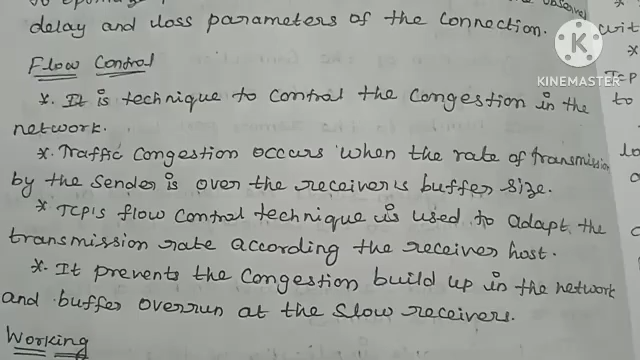 delay and loss parameters of the connection.
Flow Control
*. It is technique to control the congestion in the
network.
*. Traffic congestion occurs when the rate of transmission
by the sender is over the receiver's buffer size.
* TCP's flow control technique is used to adapt the
transmission rate according the receiver host.
*. It prevents the congestion build up in the network
and buffer overrun at the slow receivers.
Working
wit
*
TCP
to
K
KINEMASTER